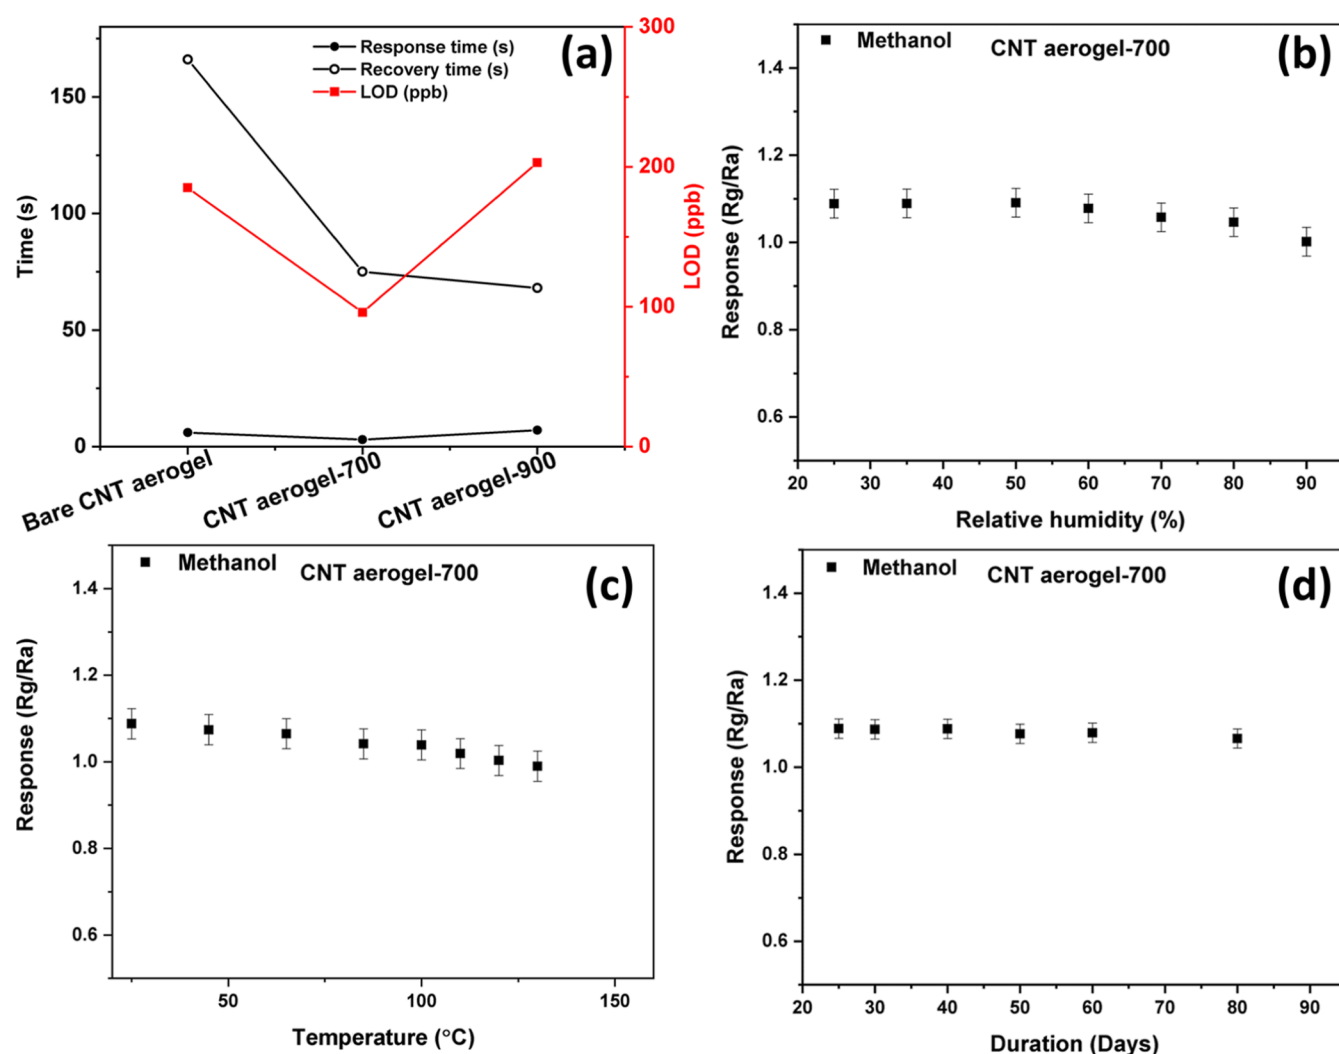 Response time (s)
Recovery time (s)
LOD (ppb)
(a)
150
100
50
0
Time (s)
300
200
100
0
LOD (ppb)
Bare CNT aerogel
CNT aerogel-700
CNT aerogel-900
Methanol
CNT aerogel-700
(b)
1.4
1.2
1.0
0.8
0.6
Response (Rg/Ra)
20 30 40 50 60 70 80 90
Relative humidity (%)
Methanol
CNT aerogel-700
(c)
1.4
1.2
1.0
0.8
0.6
Response (Rg/Ra)
50 100 150
Temperature (°C)
Methanol
CNT aerogel-700
(d)
1.4
1.2
1.0
0.8
0.6
Response (Rg/Ra)
20 30 40 50 60 70 80 90
Duration (Days)